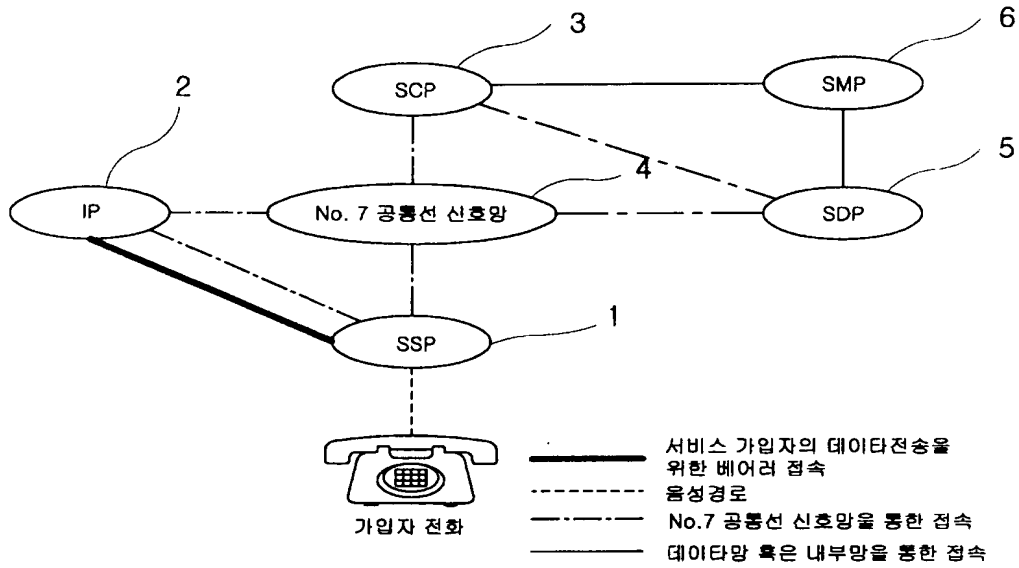 3
6
SCP
SMP
2
4
5
IP
No. 7 공통선 신호망
SDP
1
SSP
가입자 전화
서비스 가입자의 데이타전송을
위한 베어러 접속
음성경로
No.7 공통선 신호망을 통한 접속
데이타망 혹은 내부망을 통한 접속